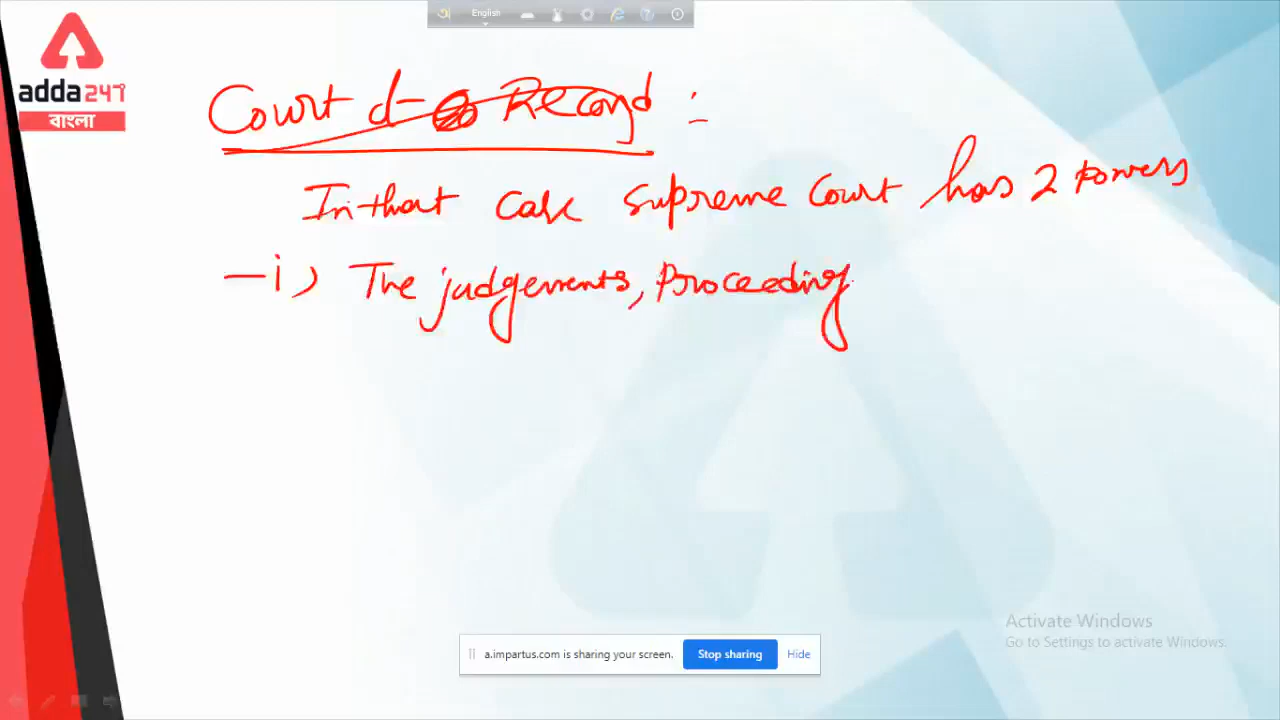 English
adda247
বাংলা
Court of Record :-
In that case Supreme Court has 2 powers
-i) The judgements, Proceeding
Activate Windows
Go to Settings to activate Windows.
a.impartus.com is sharing your screen. Stop sharing Hide